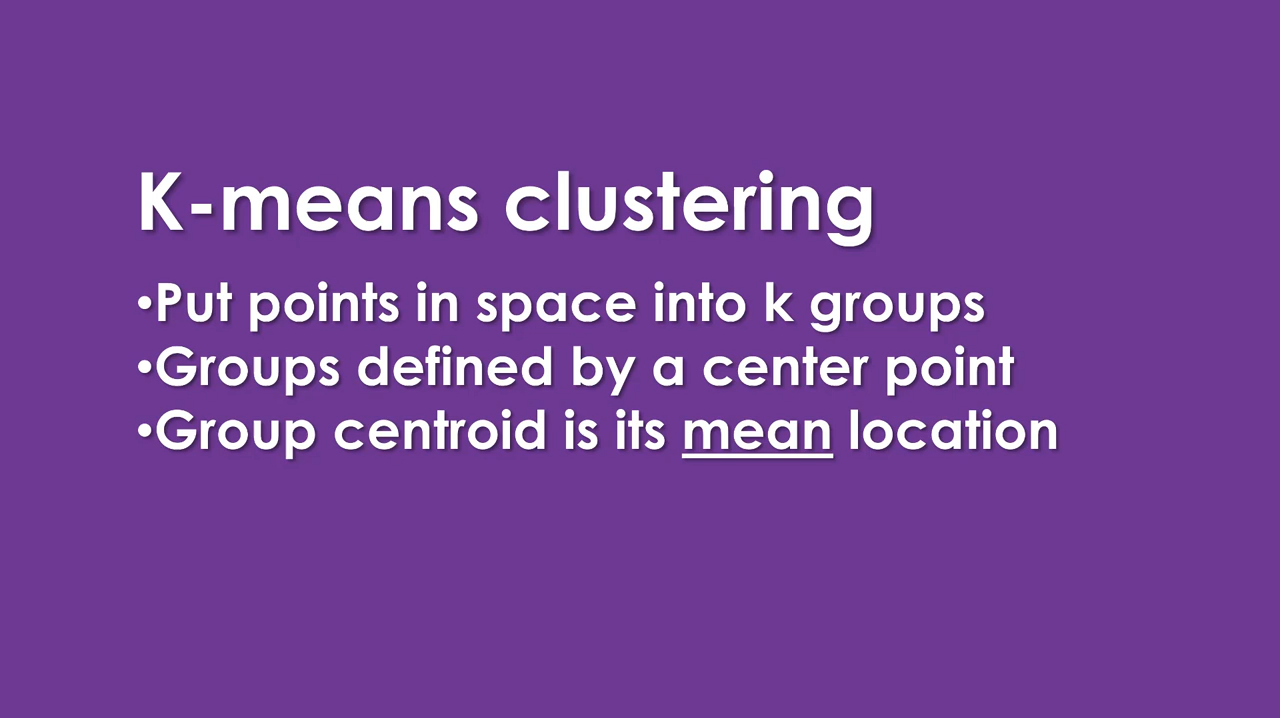 K-means clustering
•Put points in space into k groups
•Groups defined by a center point
•Group centroid is its mean location